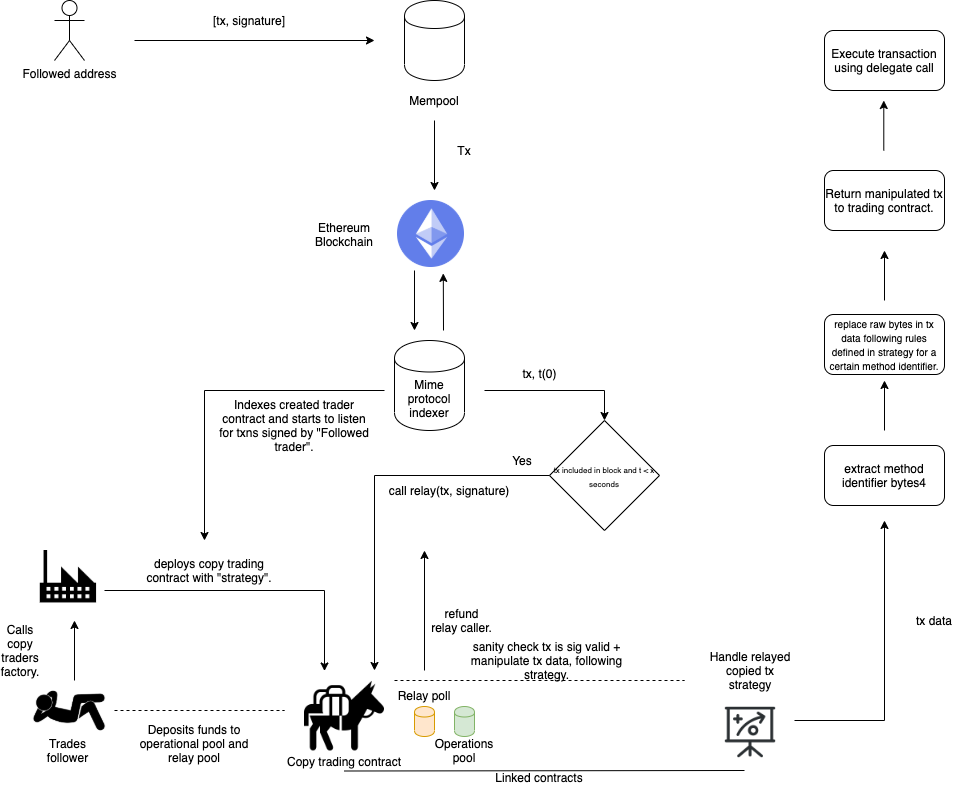 [tx, signature]
Followed address
Mempool
Tx
Ethereum
Blockchain
Mime
protocol
indexer
tx, t(0)
Indexes created trader
contract and starts to listen
for txns signed by "Followed
trader".
Yes
tx included in block and t < x
seconds
call relay(tx, signature)
deploys copy trading
contract with "strategy".
Calls
copy
traders
factory.
refund
relay caller.
sanity check tx is sig valid +
manipulate tx data, following
strategy.
Trades
follower
Deposits funds to
operational pool and
relay pool
Relay poll
Operations
pool
Copy trading contract
Linked contracts
Handle relayed
copied tx
strategy
tx data
extract method
identifier bytes4
replace raw bytes in tx
data following rules
defined in strategy for a
certain method identifier.
Return manipulated tx
to trading contract.
Execute transaction
using delegate call